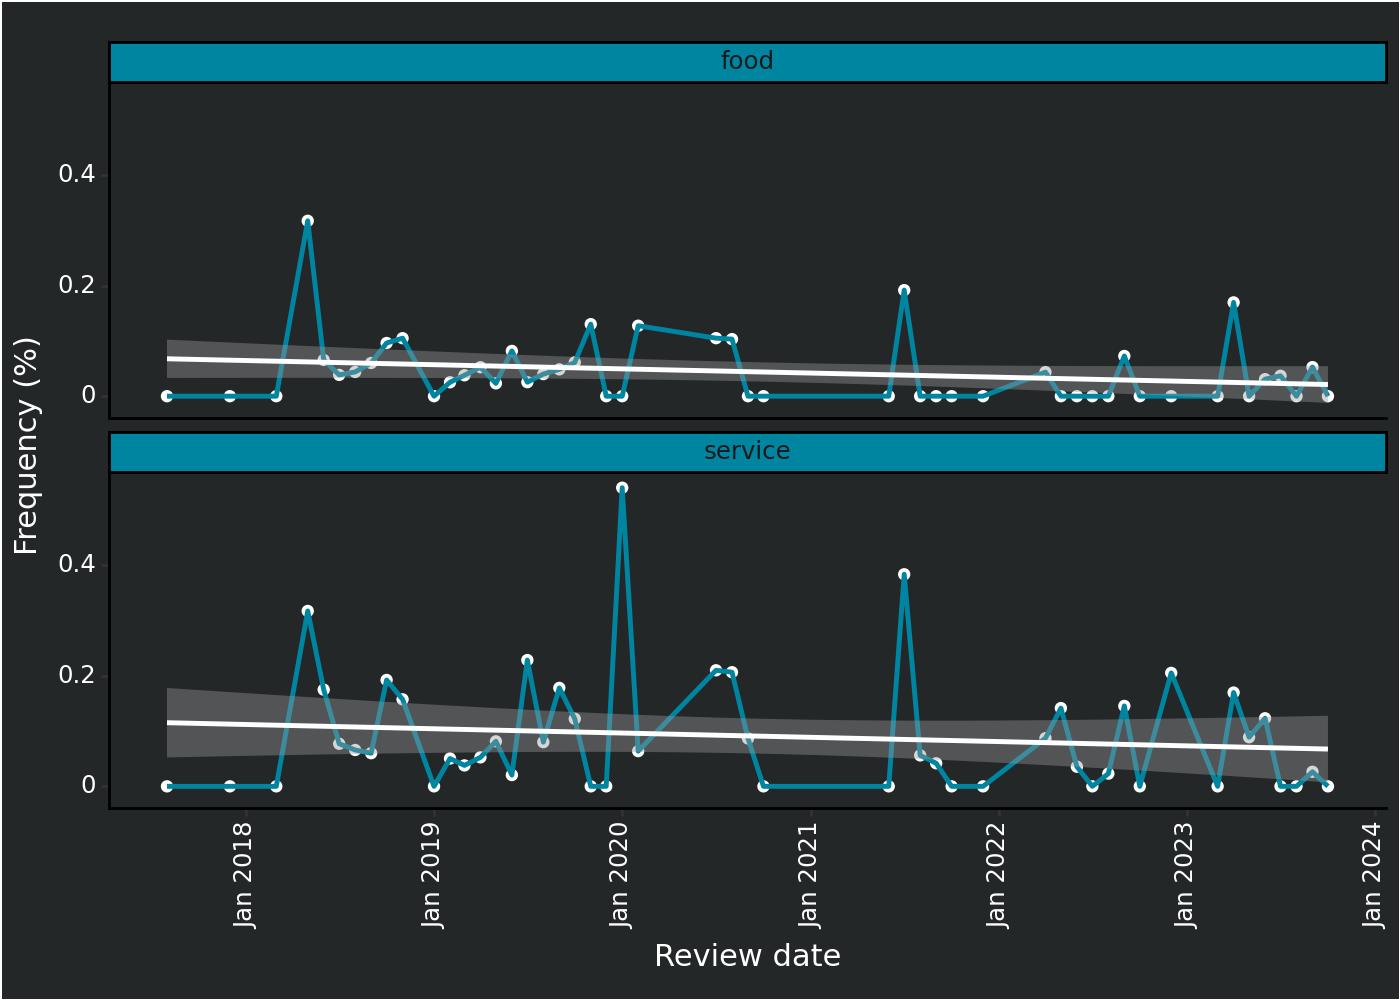 food
0.4
0.2
0
Frequency (%)
service
0.4
0.2
0
Jan 2018
Jan 2019
Jan 2020
Jan 2021
Jan 2022
Jan 2023
Jan 2024
Review date